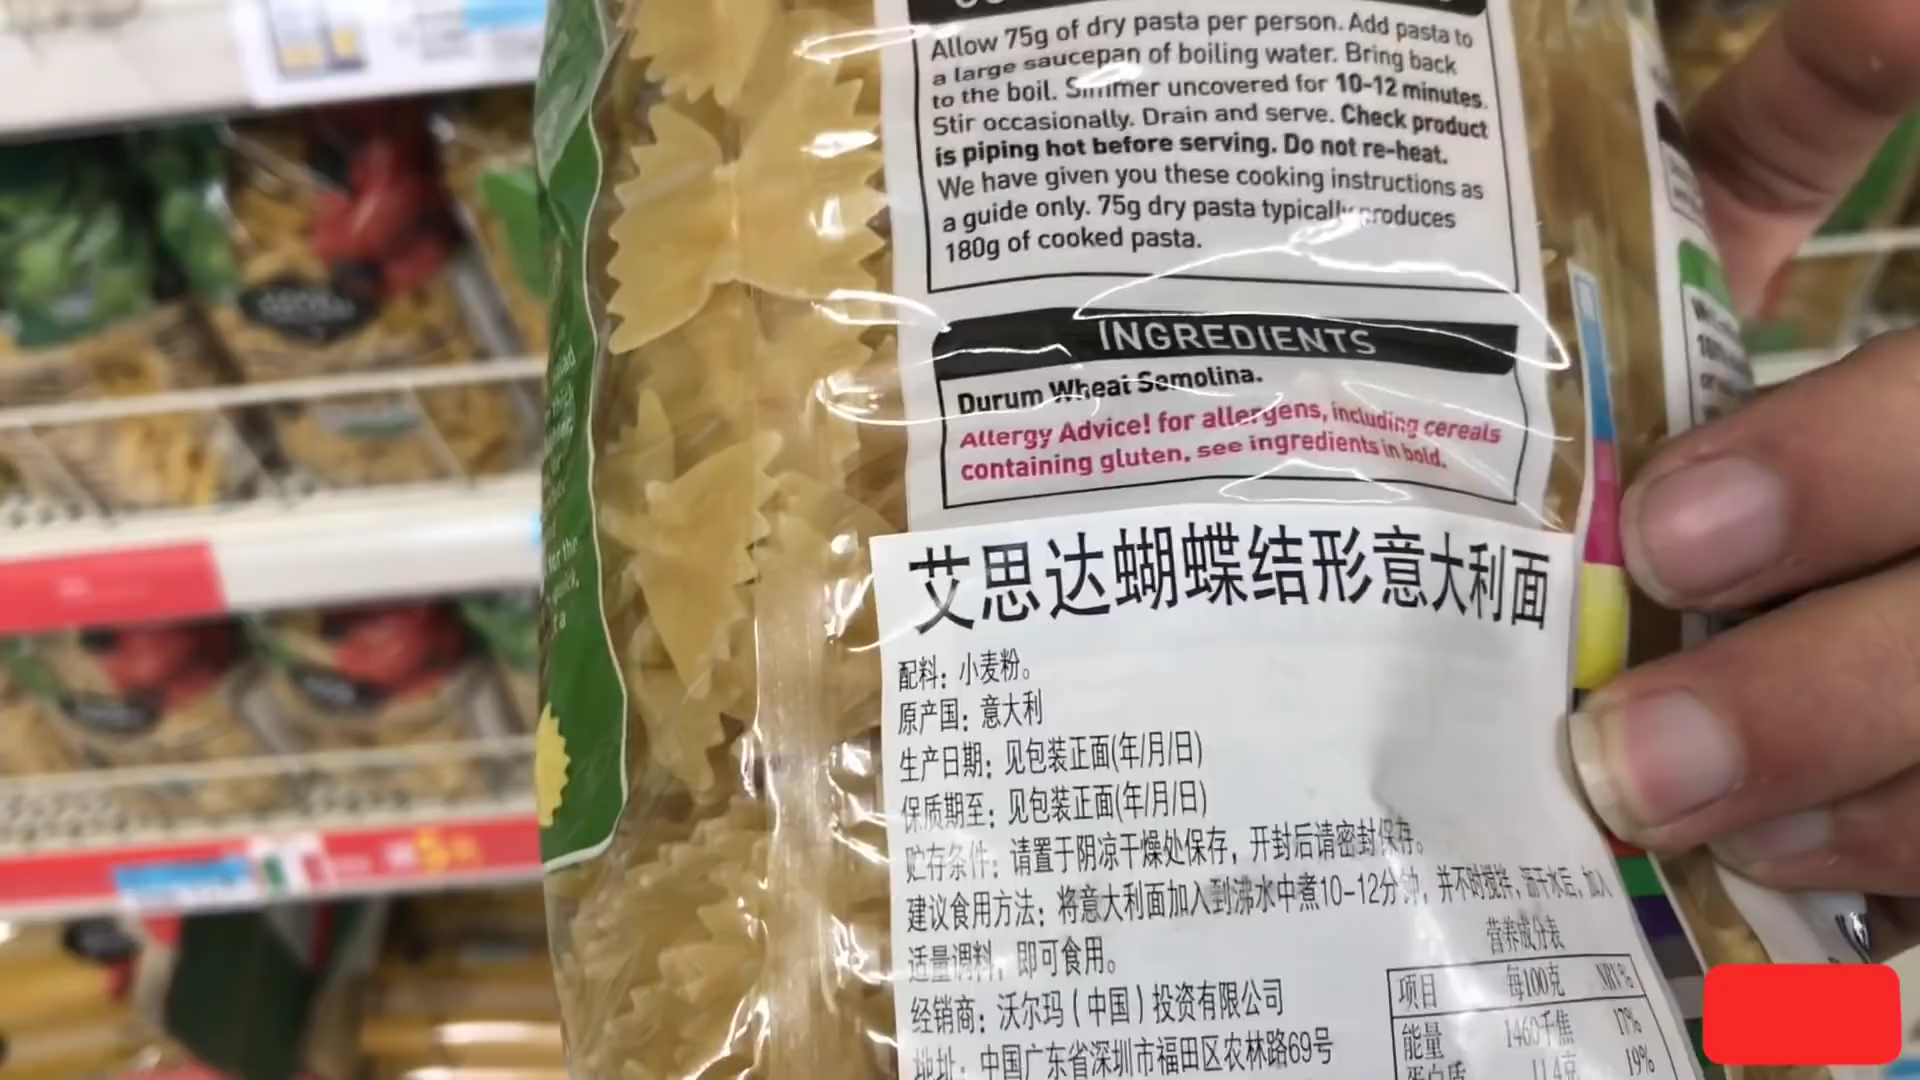 Allow 75g of dry pasta per person. Add pasta to
a large saucepan of boiling water. Bring back
to the boil. Simmer uncovered for 10-12 minutes.
Stir occasionally. Drain and serve. Check product
is piping hot before serving. Do not re-heat.
We have given you these cooking instructions as
a guide only. 75g dry pasta typically produces
180g of cooked pasta.
INGREDIENTS
Durum Wheat Semolina.
Allergy Advice! for allergens, including cereals
containing gluten, see ingredients in bold.
艾思达蝴蝶结形意大利面
配料：小麦粉。
原产国：意大利
生产日期：见包装正面(年/月/日)
保质期至：见包装正面(年/月/日)
贮存条件：请置于阴凉干燥处保存，开封后请密封保存。
建议食用方法：将意大利面加入到沸水中煮10-12分钟，并不时搅拌，沥干水后，加入
适量调料，即可食用。
经销商：沃尔玛（中国）投资有限公司
地址：中国广东省深圳市福田区农林路69号
营养成分表
项目 每100克 NRV%
能量 1460千焦 17%
蛋白质 11.4克 19%